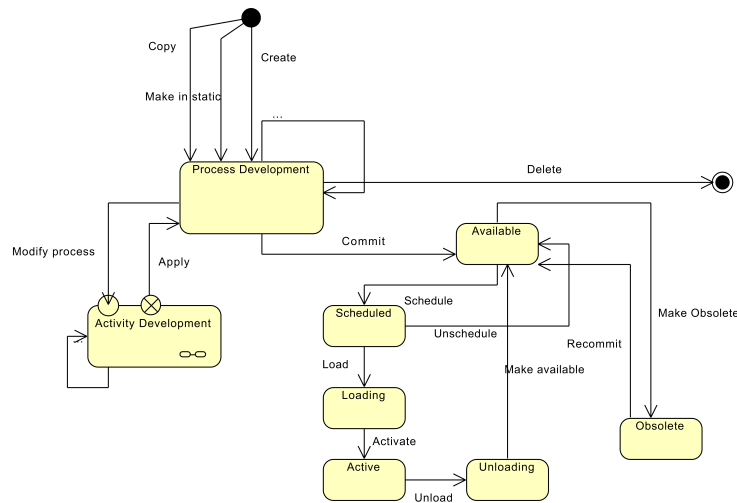 Copy
Create
Make in static
...
Process Development
Delete
Available
Commit
Modify process
Apply
Schedule
Make Obsolete
Activity Development
Scheduled
Unschedule
...
Recommit
Load
Make available
Loading
Obsolete
Activate
Active
Unloading
Unload